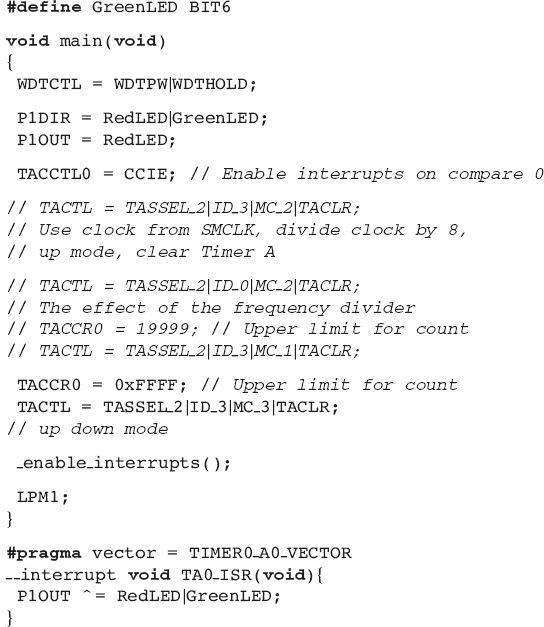 #define GreenLED BIT6
void main(void)
{
WDTCTL = WDTPW|WDTHOLD;
P1DIR = RedLED|GreenLED;
P1OUT = RedLED;
TACCTL0 = CCIE; // Enable interrupts on compare 0
// TACTL = TASSEL_2|ID_3|MC_2|TACLR;
// Use clock from SMCLK, divide clock by 8,
// up mode, clear Timer A
// TACTL = TASSEL_2|ID_0|MC_2|TACLR;
// The effect of the frequency divider
// TACCR0 = 19999; // Upper limit for count
// TACTL = TASSEL_2|ID_3|MC_1|TACLR;
TACCR0 = 0xFFFF; // Upper limit for count
TACTL = TASSEL_2|ID_3|MC_3|TACLR;
// up down mode
_enable_interrupts();
LPM1;
}
#pragma vector = TIMER0_A0_VECTOR
__interrupt void TA0_ISR(void){
P1OUT ^= RedLED|GreenLED;
}